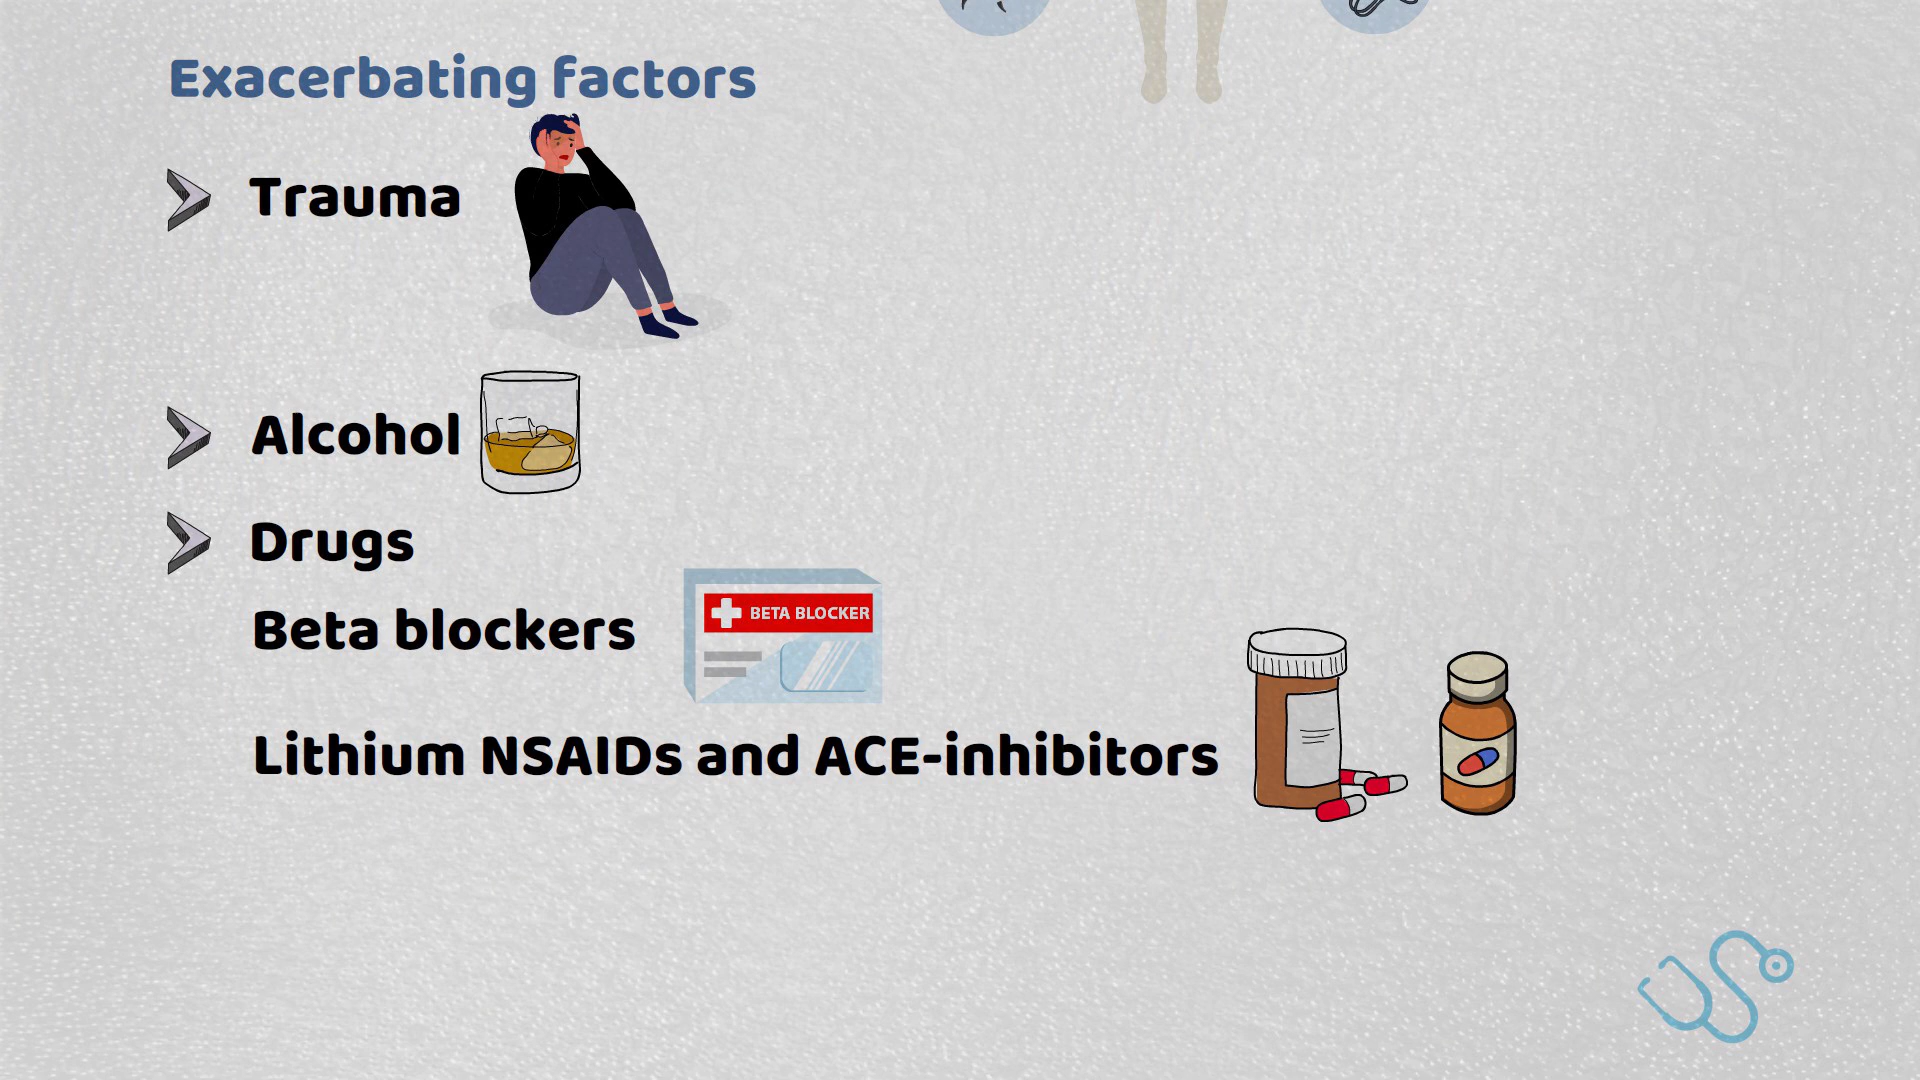 Exacerbating factors
Trauma
Alcohol
Drugs
Beta blockers
BETA BLOCKER
Lithium NSAIDs and ACE-inhibitors